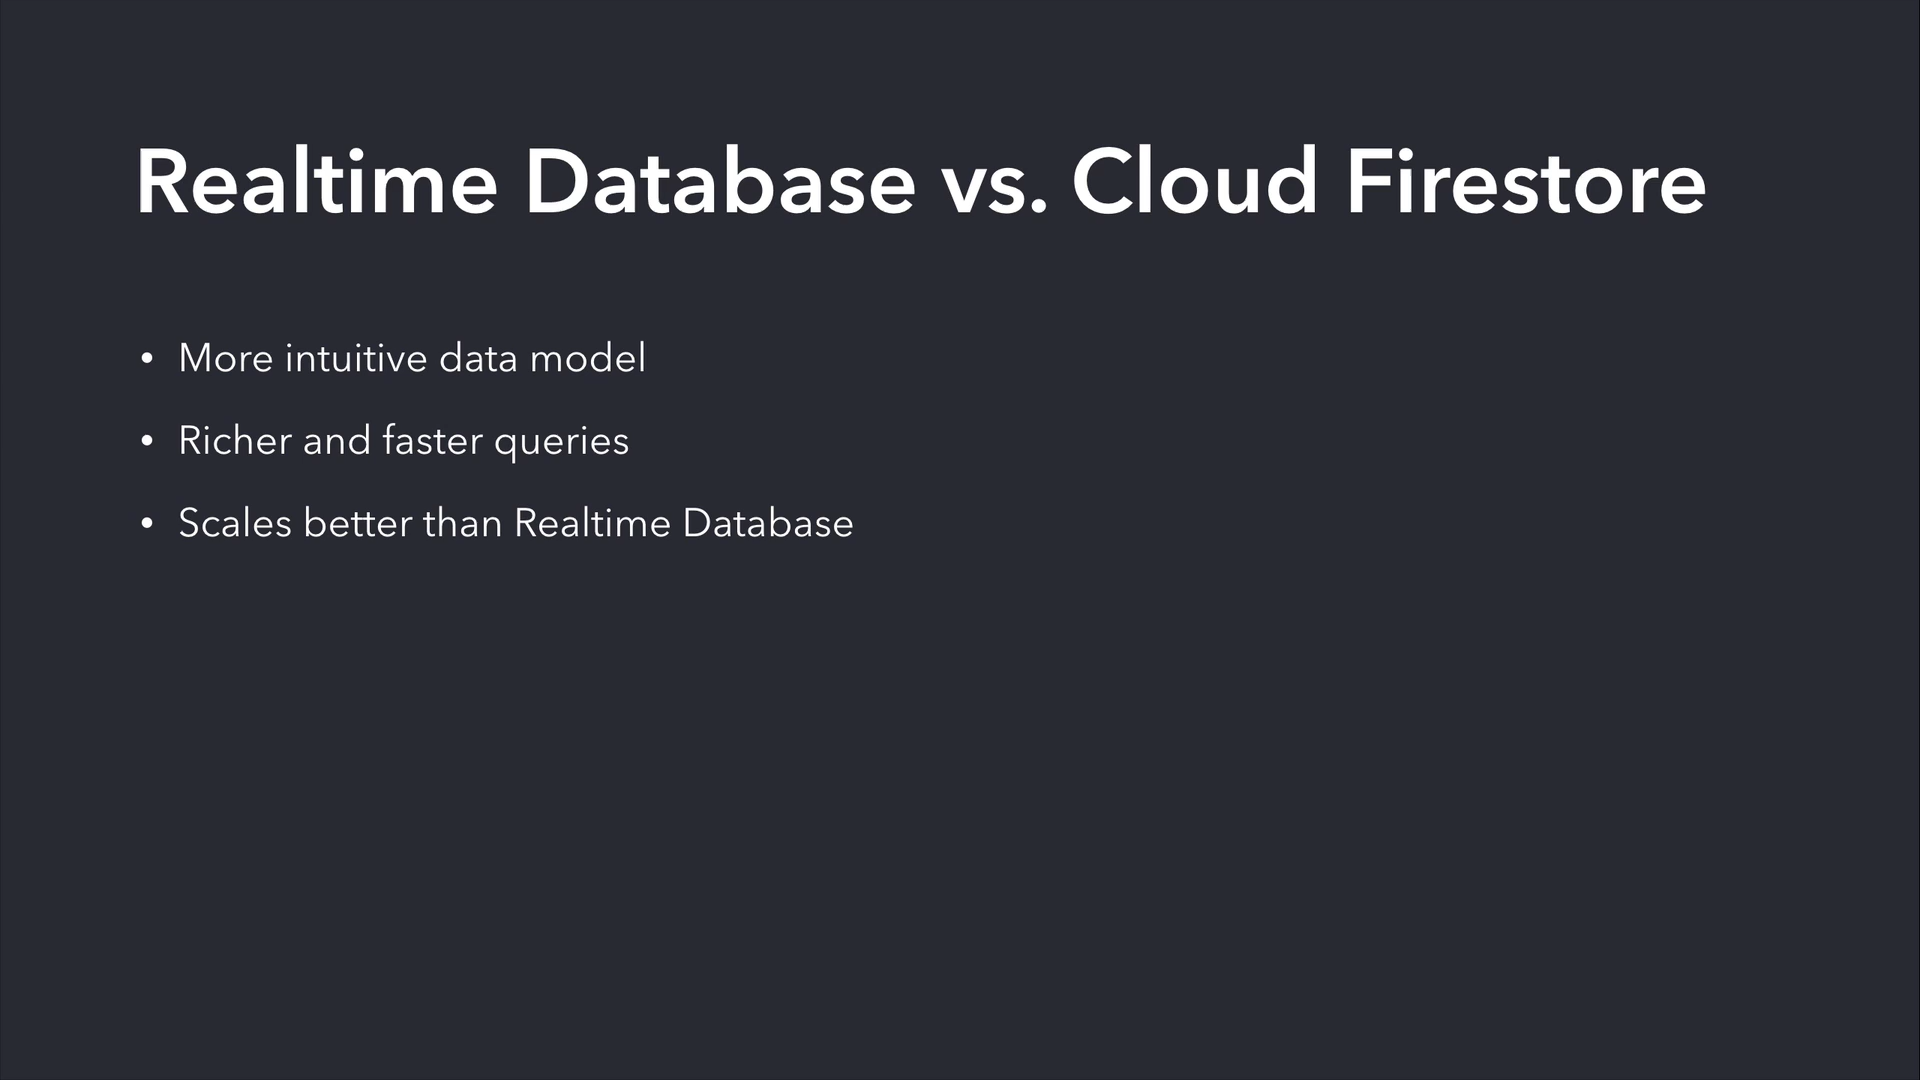 Realtime Database vs. Cloud Firestore
• More intuitive data model
• Richer and faster queries
• Scales better than Realtime Database